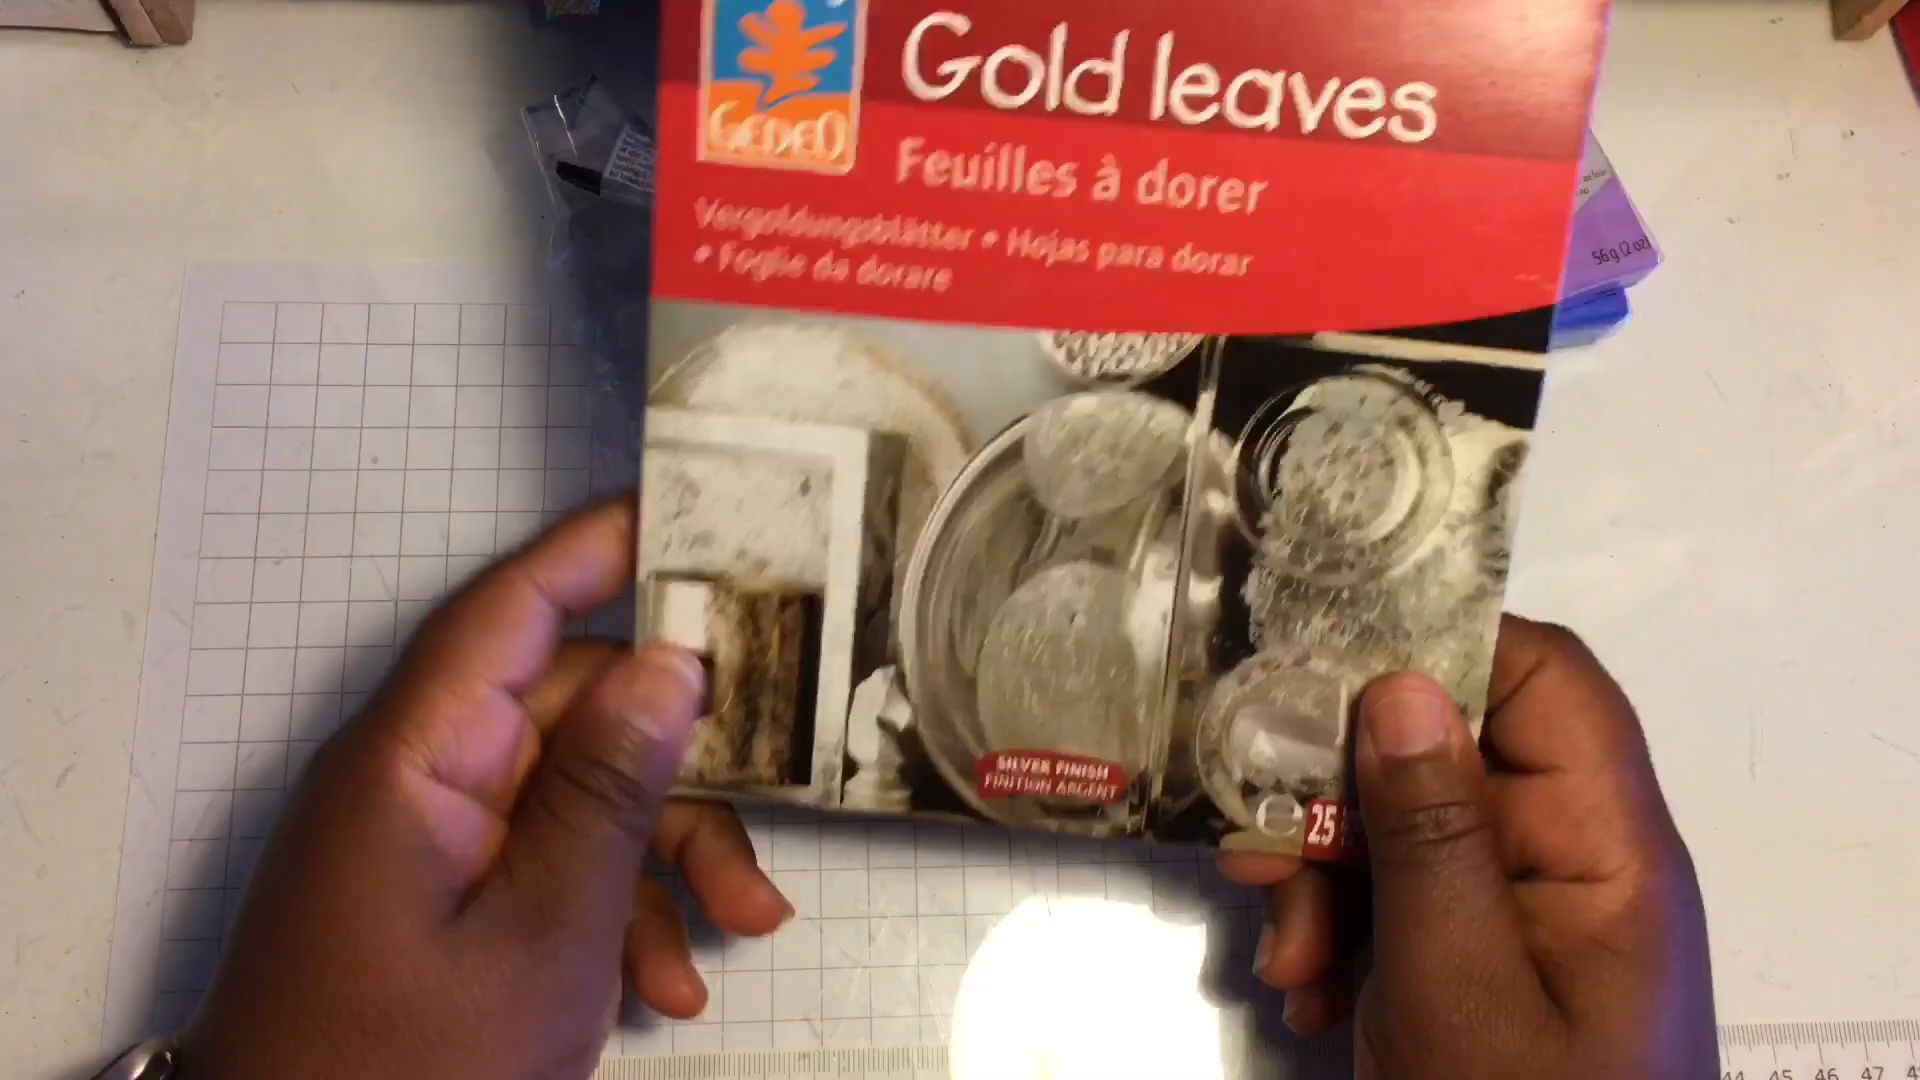 Gold leaves
GEDEO
Feuilles à dorer
Vergoldungsblätter • Hojas para dorar
• Foglie da dorare
56g (2 oz)
SILVER FINISH
FINITION ARGENT
e 25
44 45 46 47